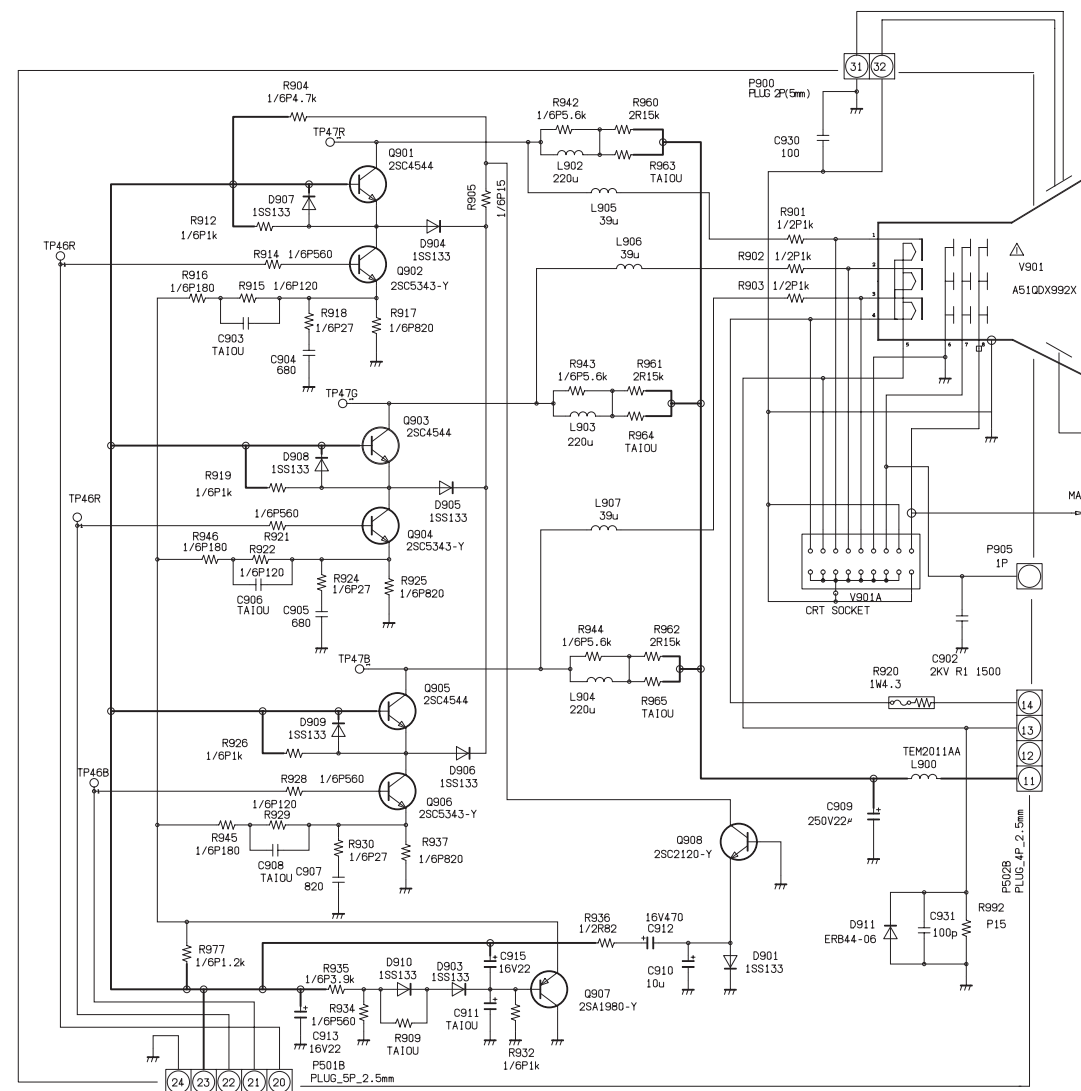 31
32
P900
PLUG 2P(5mm)
C930
100
R904
1/6P4.7k
TP47R
Q901
2SC4544
R942
1/6P5.6k
R960
2R15k
L902
220u
R963
TAIOU
R905
1/6P15
D907
1SS133
R912
1/6P1k
D904
1SS133
L905
39u
R901
1/2P1k
TP46R
R914
1/6P560
Q902
2SC5343-Y
L906
39u
R902
1/2P1k
R903
1/2P1k
V901
A51QDX992X
1
2
3
4
5
6
7
8
R916
1/6P180
R915
1/6P120
C903
TAIOU
R918
1/6P27
R917
1/6P820
C904
680
TP47G
Q903
2SC4544
R943
1/6P5.6k
R961
2R15k
L903
220u
R964
TAIOU
D908
1SS133
R919
1/6P1k
D905
1SS133
TP46R
1/6P560
R921
Q904
2SC5343-Y
L907
39u
MA
R946
1/6P180
R922
1/6P120
C906
TAIOU
R924
1/6P27
R925
1/6P820
C905
680
V901A
CRT SOCKET
P905
1P
C902
2KV R1 1500
TP47B
Q905
2SC4544
R944
1/6P5.6k
R962
2R15k
L904
220u
R965
TAIOU
R920
1W4.3
14
13
12
11
D909
1SS133
R926
1/6P1k
D906
1SS133
TEM2011AA
L900
TP46B
R928
1/6P560
Q906
2SC5343-Y
1/6P120
R929
R945
1/6P180
C908
TAIOU
R930
1/6P27
R937
1/6P820
C907
820
Q908
2SC2120-Y
C909
250V22μ
P502B
PLUG_4P_2.5mm
D911
ERB44-06
C931
100p
R992
P15
R977
1/6P1.2k
R936
1/2R82
16V470
C912
C910
10u
D901
1SS133
C915
16V22
R935
1/6P3.9k
D910
1SS133
D903
1SS133
R934
1/6P560
R909
TAIOU
C911
TAIOU
Q907
2SA1980-Y
C913
16V22
R932
1/6P1k
P501B
PLUG_5P_2.5mm
24
23
22
21
20